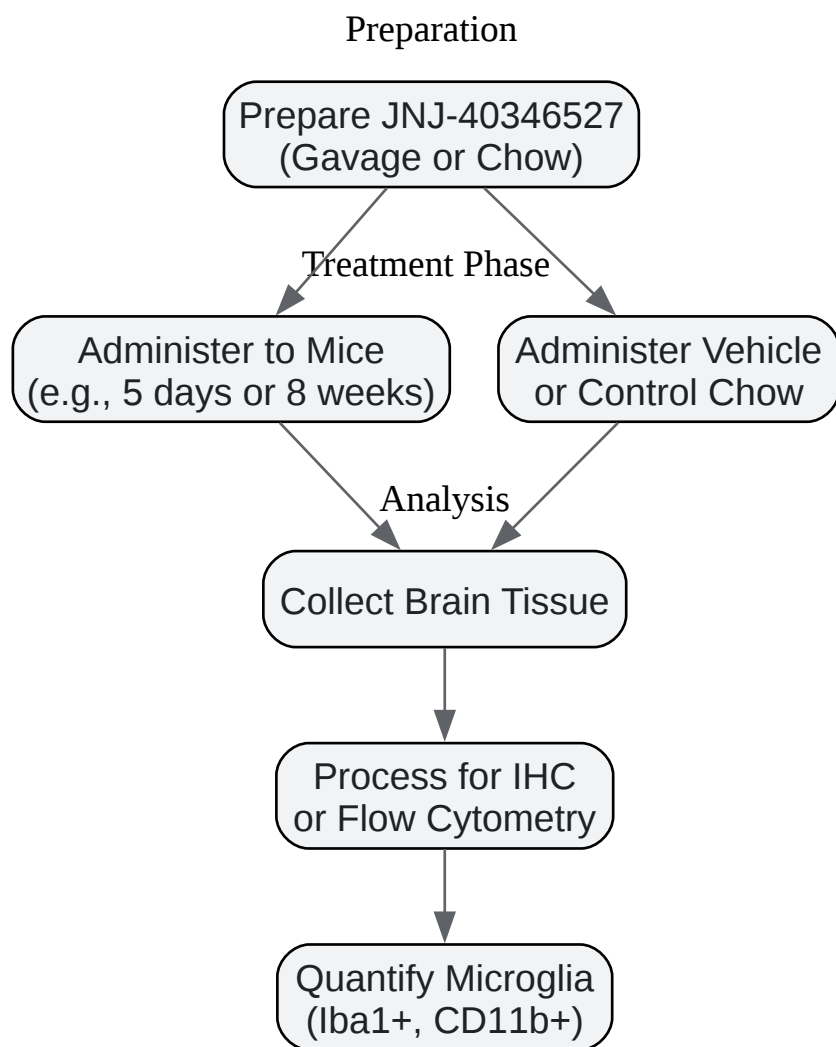 Preparation
Prepare JNJ-40346527
(Gavage or Chow)
Treatment Phase
Administer to Mice
(e.g., 5 days or 8 weeks)
Administer Vehicle
or Control Chow
Analysis
Collect Brain Tissue
Process for IHC
or Flow Cytometry
Quantify Microglia
(Iba1+, CD11b+)